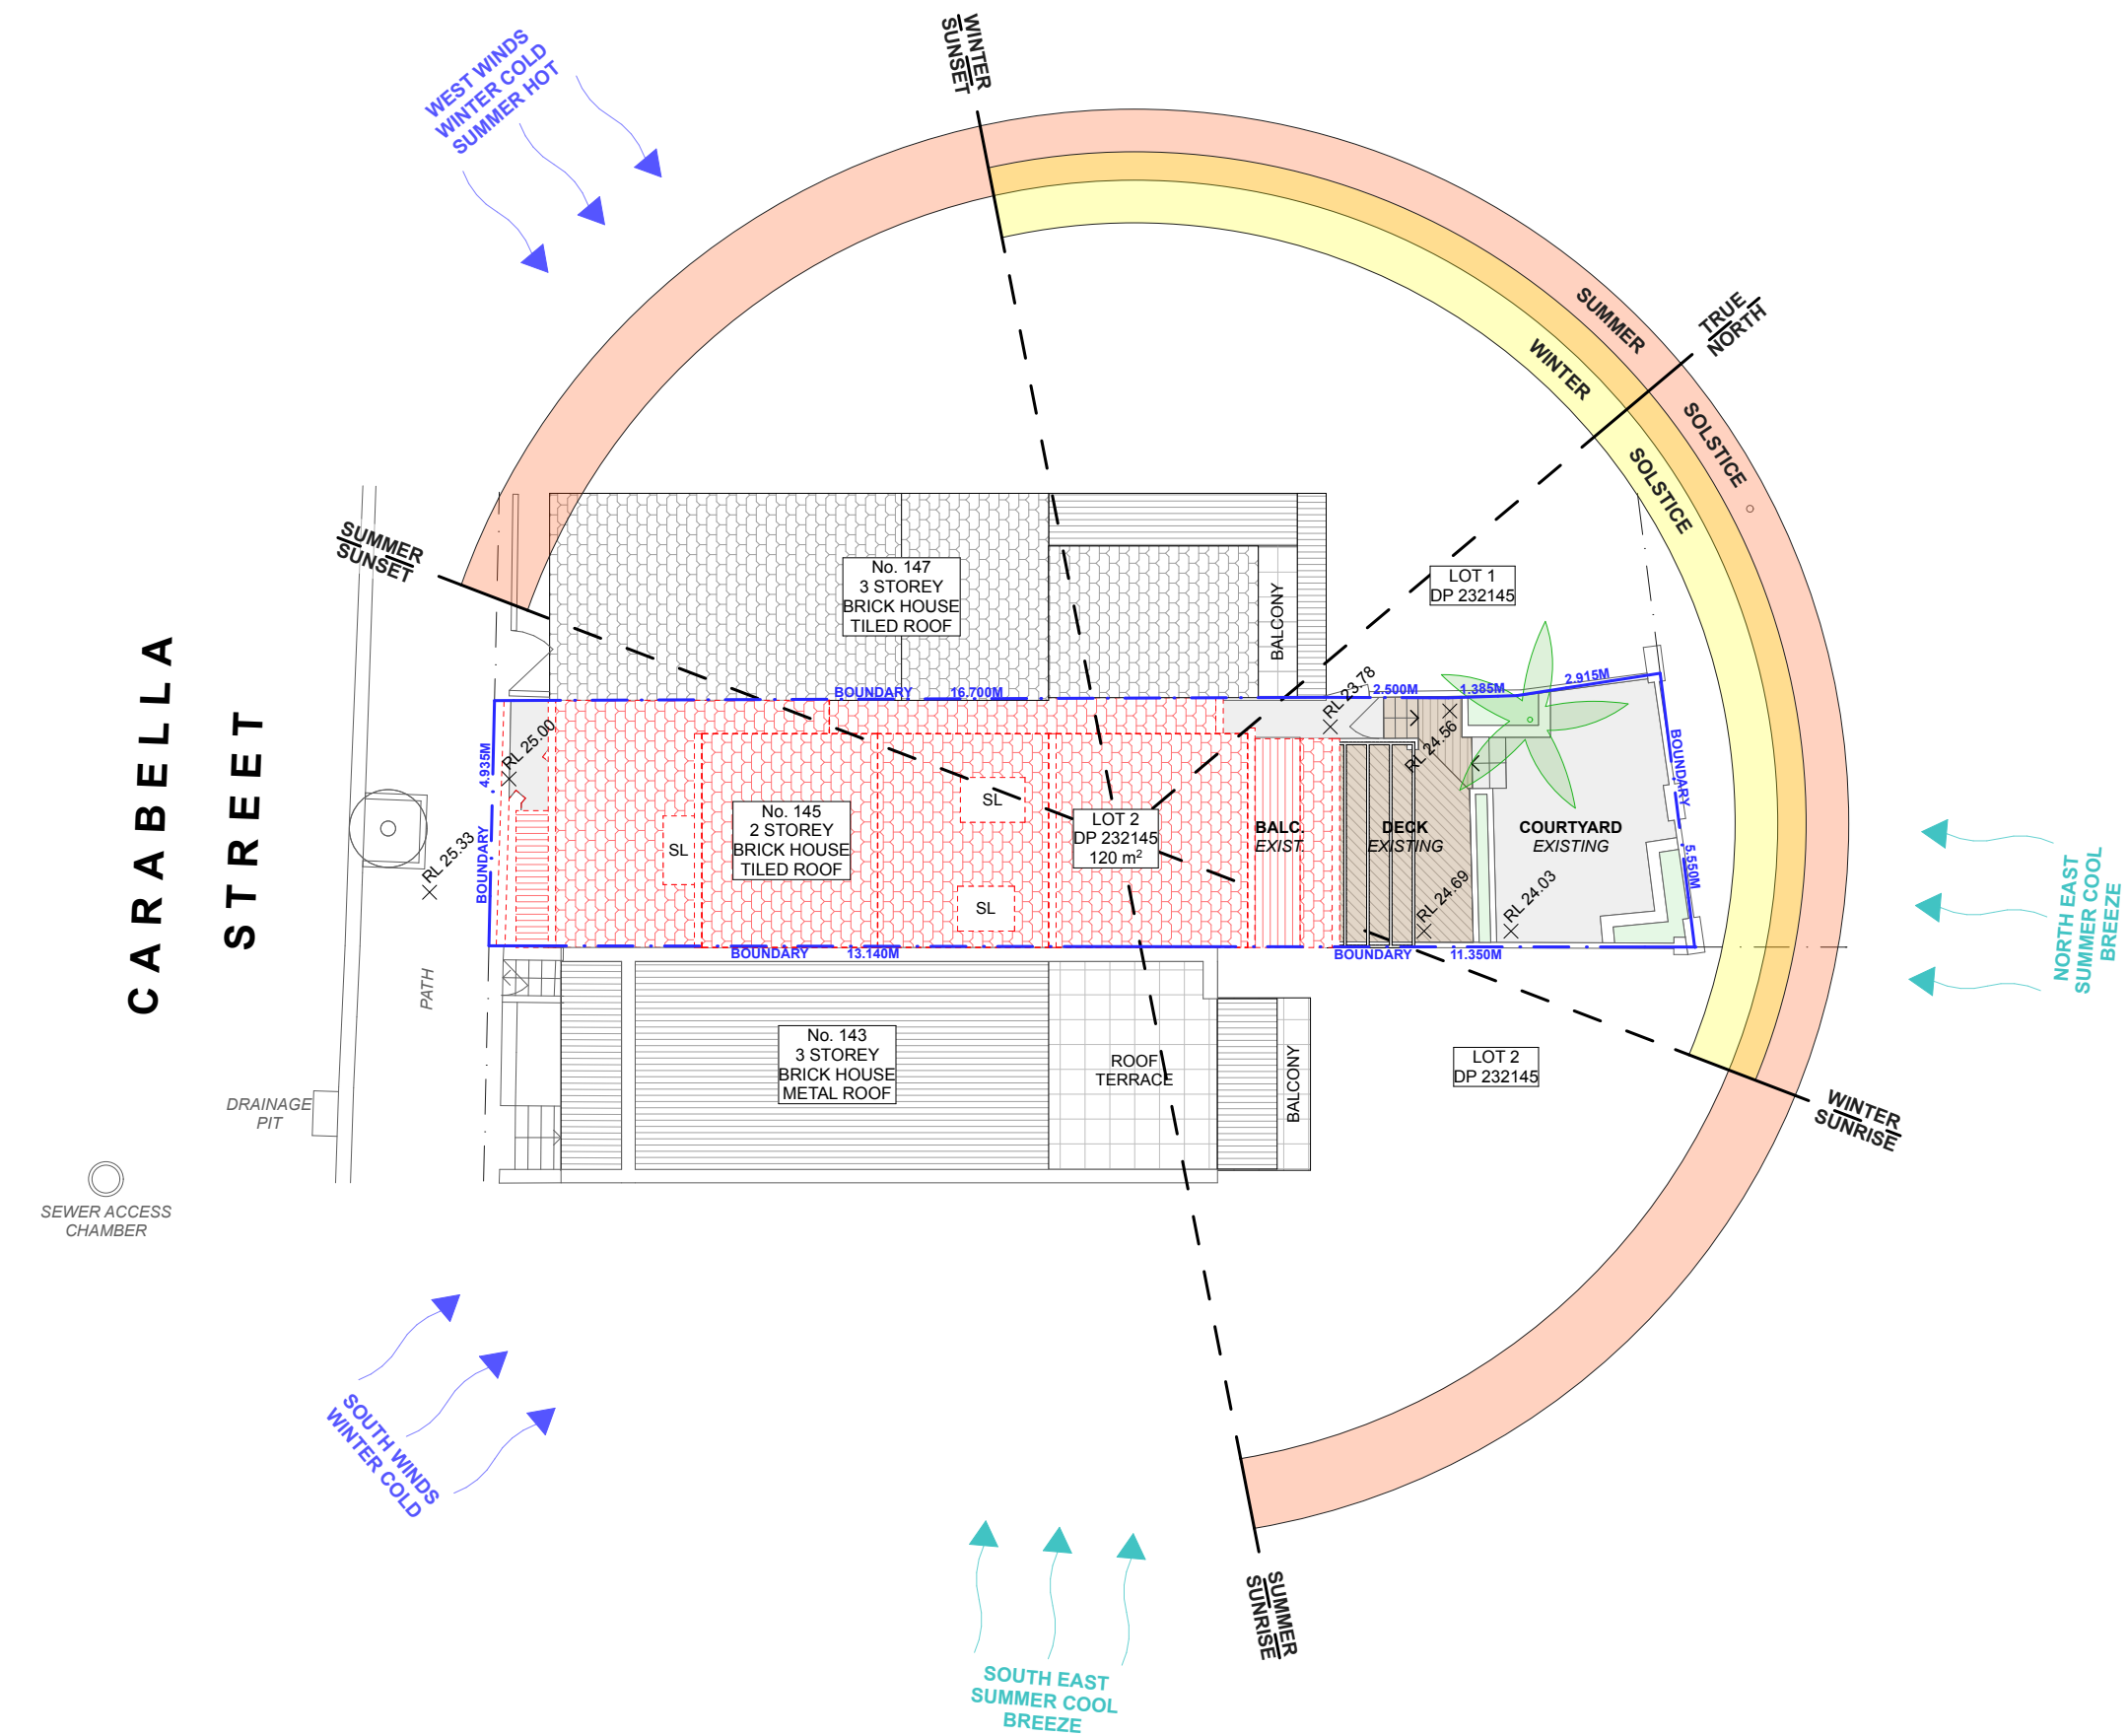 WEST WINDS
WINTER COLD
SUMMER HOT
WINTER
SUNSET
TRUE
NORTH
SUMMER SOLSTICE
WINTER SOLSTICE
SUMMER
SUNSET
No. 147
3 STOREY
BRICK HOUSE
TILED ROOF
BALCONY
LOT 1
DP 232145
CARABELLA
STREET
BOUNDARY 16.700M
RL 23.78
2.500M
1.385M
2.915M
RL 25.00
4.935M
BOUNDARY
RL 24.56
BOUNDARY
5.550M
SL
SL
SL
No. 145
2 STOREY
BRICK HOUSE
TILED ROOF
LOT 2
DP 232145
120 m²
BALC.
EXIST.
DECK
EXISTING
COURTYARD
EXISTING
RL 25.33
RL 24.69
RL 24.03
NORTH EAST
SUMMER COOL
BREEZE
BOUNDARY 13.140M
BOUNDARY 11.350M
PATH
No. 143
3 STOREY
BRICK HOUSE
METAL ROOF
ROOF
TERRACE
BALCONY
LOT 2
DP 232145
DRAINAGE
PIT
WINTER
SUNRISE
SEWER ACCESS
CHAMBER
SOUTH WINDS
WINTER COLD
SUMMER
SUNRISE
SOUTH EAST
SUMMER COOL
BREEZE